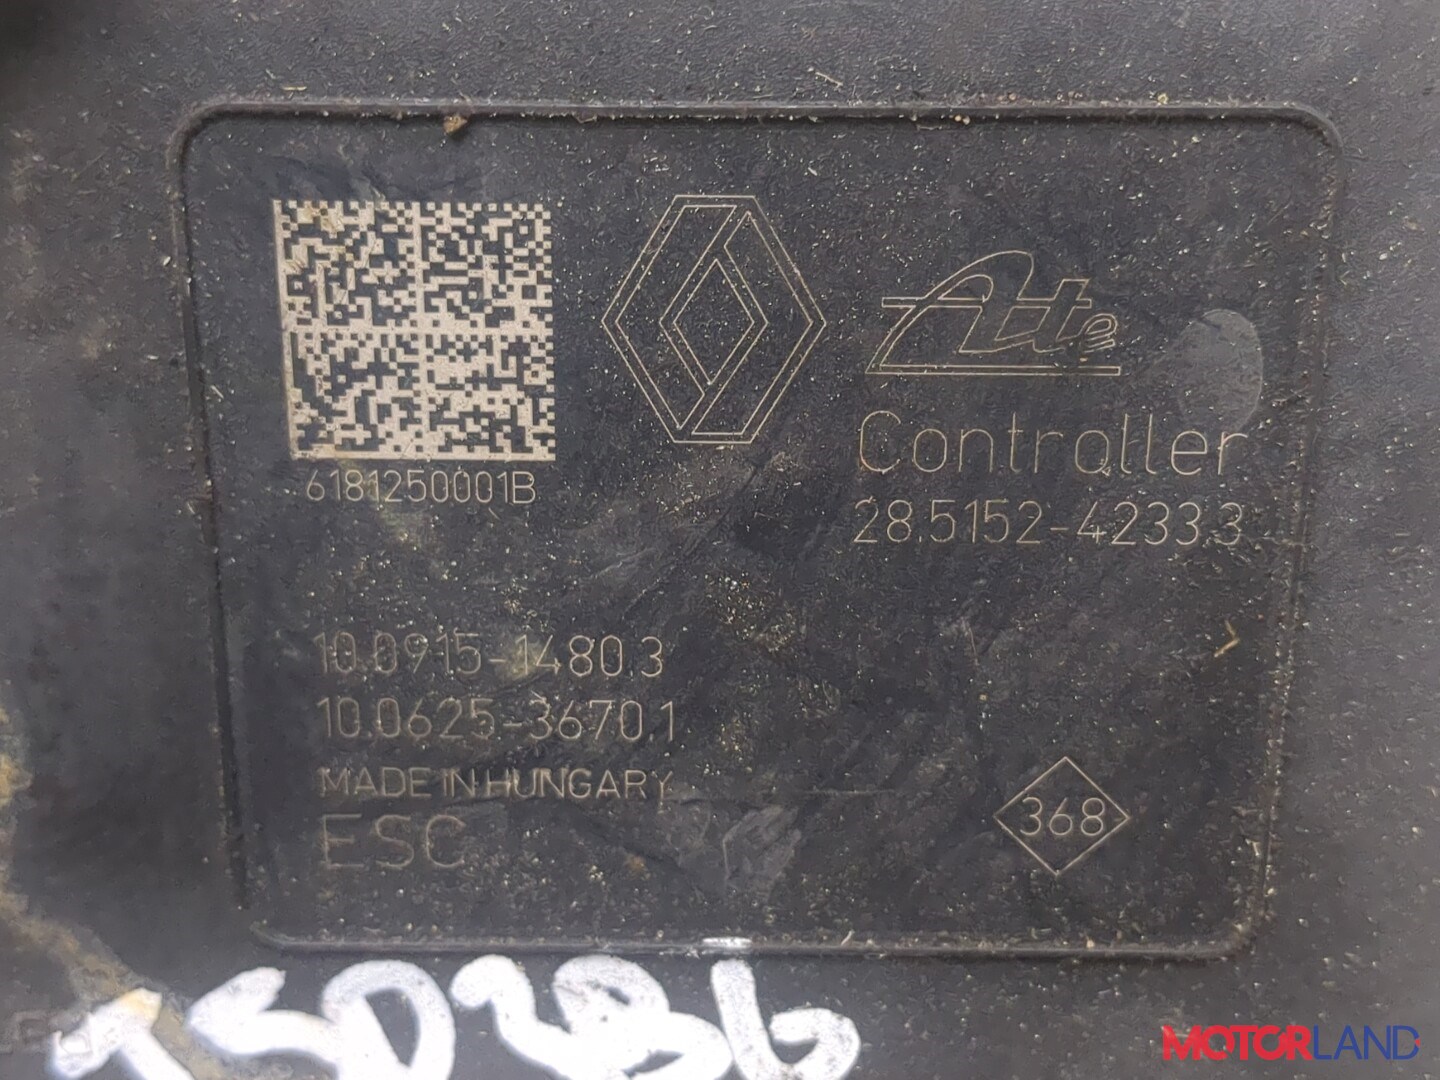 6181250001B
Ate
Controller
28.5152-4233.3
10.0915-1480.3
10.0625-3670.1
MADE IN HUNGARY
ESC
368
MOTORLAND